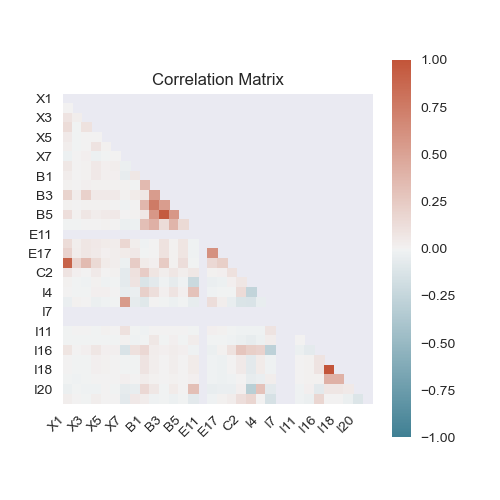 Correlation Matrix
X1
X3
X5
X7
B1
B3
B5
E11
E17
C2
I4
I7
I11
I16
I18
I20
X1
X3
X5
X7
B1
B3
B5
E11
E17
C2
I4
I7
I11
I16
I18
I20
1.00
0.75
0.50
0.25
0.00
−0.25
−0.50
−0.75
−1.00